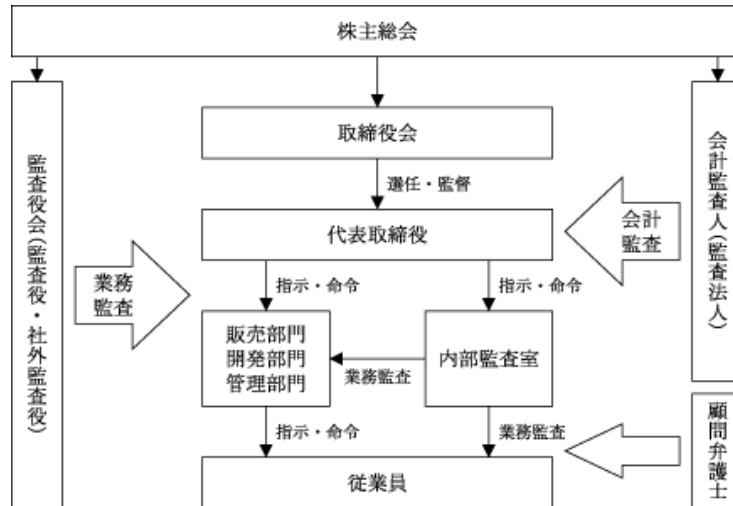 株主総会
監査役会(監査役・社外監査役)
取締役会
会計監査人(監査法人)
選任・監督
代表取締役
会計
監査
業務
監査
指示・命令
指示・命令
販売部門
開発部門
管理部門
業務監査
内部監査室
指示・命令
業務監査
顧問弁護士
従業員